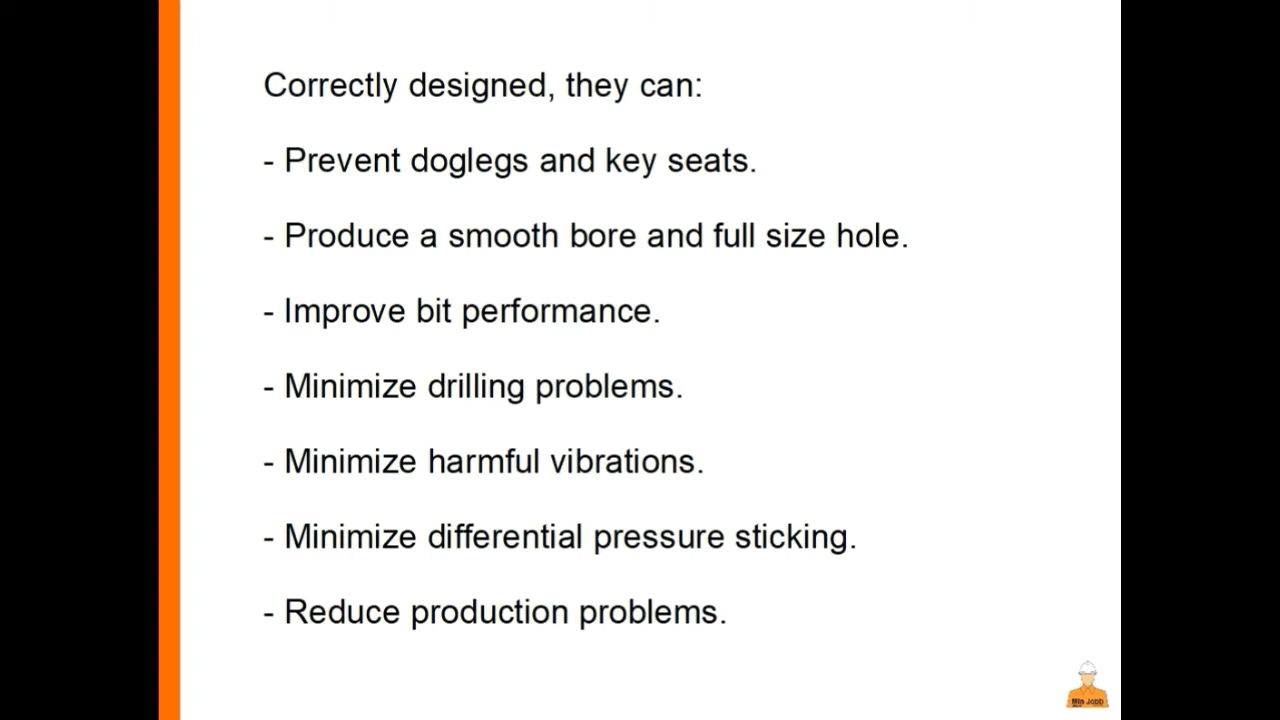 Correctly designed, they can:
- Prevent doglegs and key seats.
- Produce a smooth bore and full size hole.
- Improve bit performance.
- Minimize drilling problems.
- Minimize harmful vibrations.
- Minimize differential pressure sticking.
- Reduce production problems.